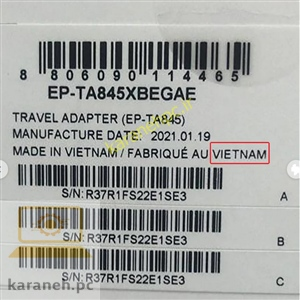 8 806090 114465
EP-TA845XBEGAE
TRAVEL ADAPTER (EP-TA845)
MANUFACTURE DATE: 2021.01.19
MADE IN VIETNAM / FABRIQUÉ AU VIETNAM
S/N: R37R1FS22E1SE3 A
S/N: R37R1FS22E1SE3 B
S/N: R37R1FS22E1SE3 C
karaneh.pc